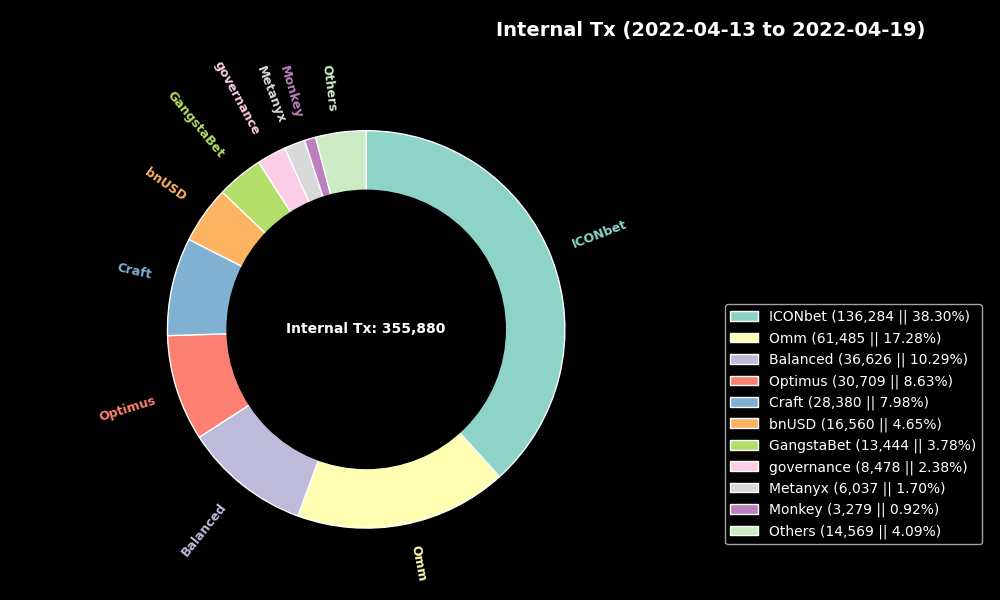 Internal Tx (2022-04-13 to 2022-04-19)
Others
Monkey
Metanyx
governance
GangstaBet
bnUSD
Craft
Optimus
Balanced
Omm
ICONbet
Internal Tx: 355,880
ICONbet (136,284 || 38.30%)
Omm (61,485 || 17.28%)
Balanced (36,626 || 10.29%)
Optimus (30,709 || 8.63%)
Craft (28,380 || 7.98%)
bnUSD (16,560 || 4.65%)
GangstaBet (13,444 || 3.78%)
governance (8,478 || 2.38%)
Metanyx (6,037 || 1.70%)
Monkey (3,279 || 0.92%)
Others (14,569 || 4.09%)